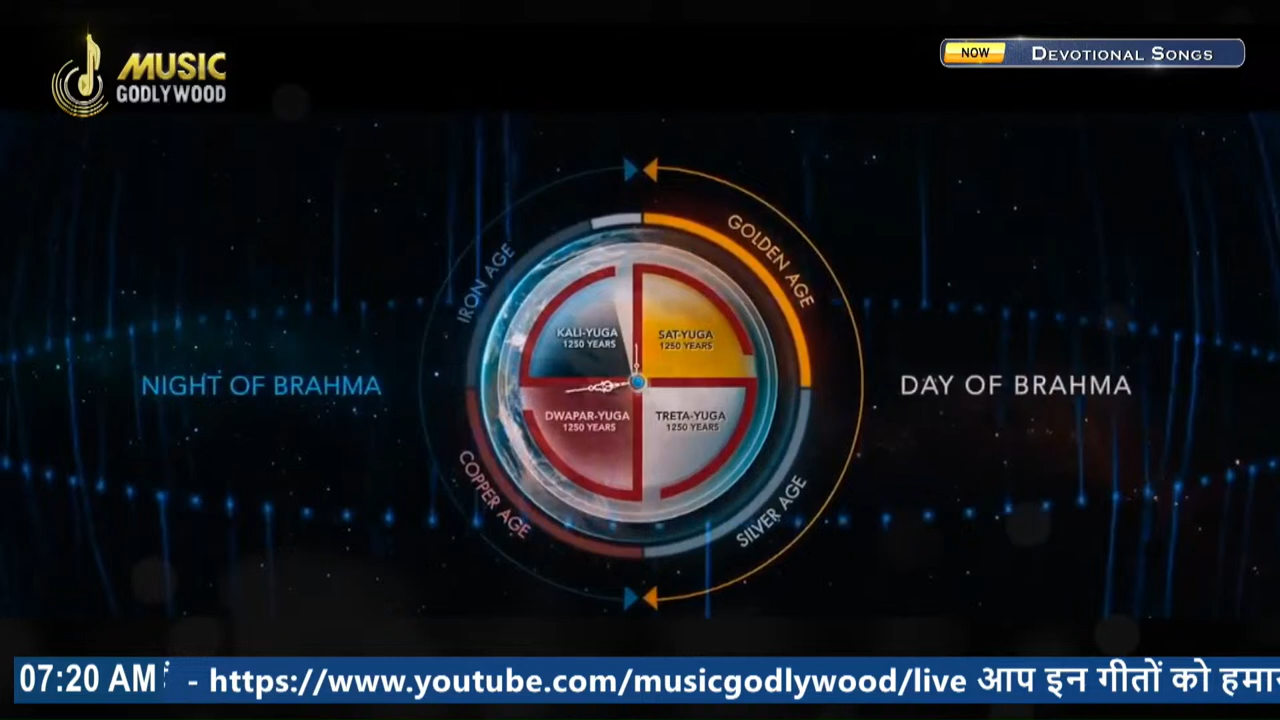 MUSIC
GODLYWOOD
NOW
DEVOTIONAL SONGS
GOLDEN AGE
IRON AGE
KALI-YUGA
1250 YEARS
SAT-YUGA
1250 YEARS
NIGHT OF BRAHMA
DAY OF BRAHMA
DWAPAR-YUGA
1250 YEARS
TRETA-YUGA
1250 YEARS
COPPER AGE
SILVER AGE
07:20 AM - https://www.youtube.com/musicgodlywood/live आप इन गीतों को